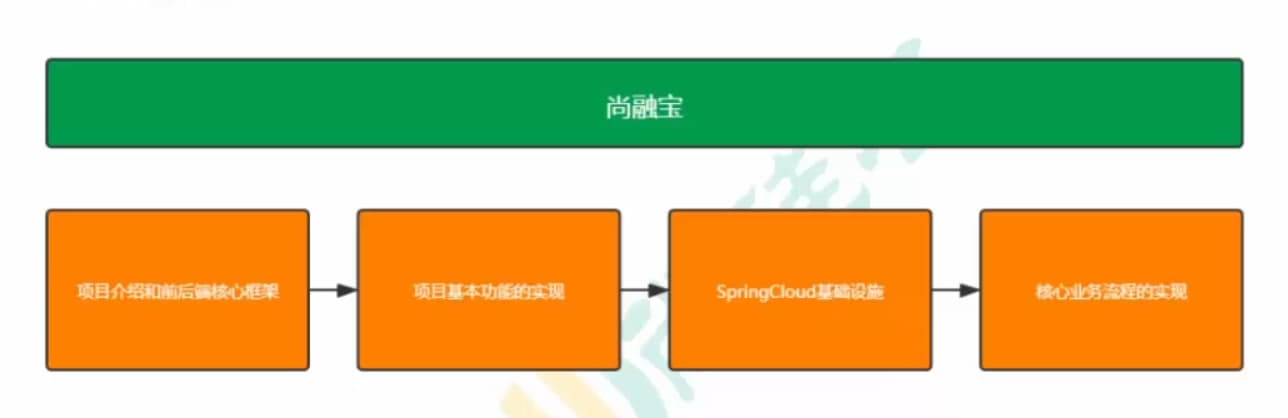 尚融宝
项目介绍和前后端核心框架
项目基本功能的实现
SpringCloud基础设施
核心业务流程的实现